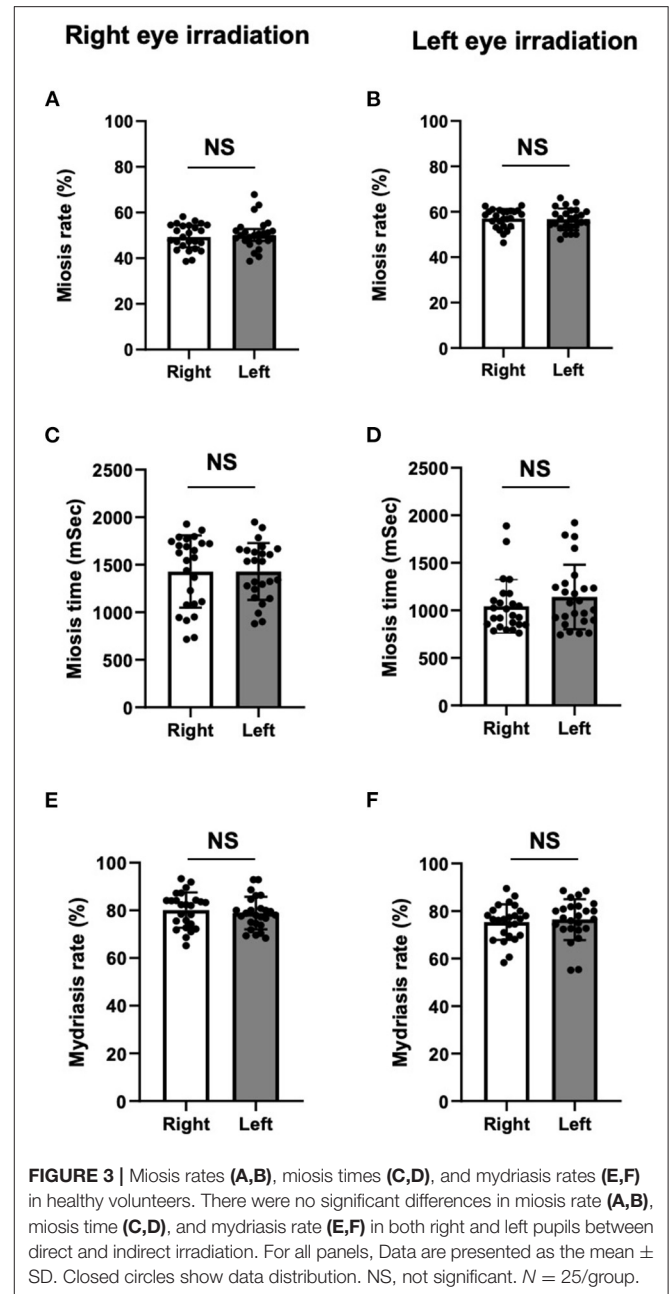 Right eye irradiation
Left eye irradiation
A
B
NS
NS
Miosis rate (%)
100
80
60
40
20
0
Right
Left
Miosis rate (%)
100
80
60
40
20
0
Right
Left
C
D
NS
NS
Miosis time (mSec)
2500
2000
1500
1000
500
0
Right
Left
Miosis time (mSec)
2500
2000
1500
1000
500
0
Right
Left
E
F
NS
NS
Mydriasis rate (%)
100
80
60
40
20
0
Right
Left
Mydriasis rate (%)
100
80
60
40
20
0
Right
Left
FIGURE 3 | Miosis rates (A,B), miosis times (C,D), and mydriasis rates (E,F)
in healthy volunteers. There were no significant differences in miosis rate (A,B),
miosis time (C,D), and mydriasis rate (E,F) in both right and left pupils between
direct and indirect irradiation. For all panels, Data are presented as the mean ±
SD. Closed circles show data distribution. NS, not significant. N = 25/group.